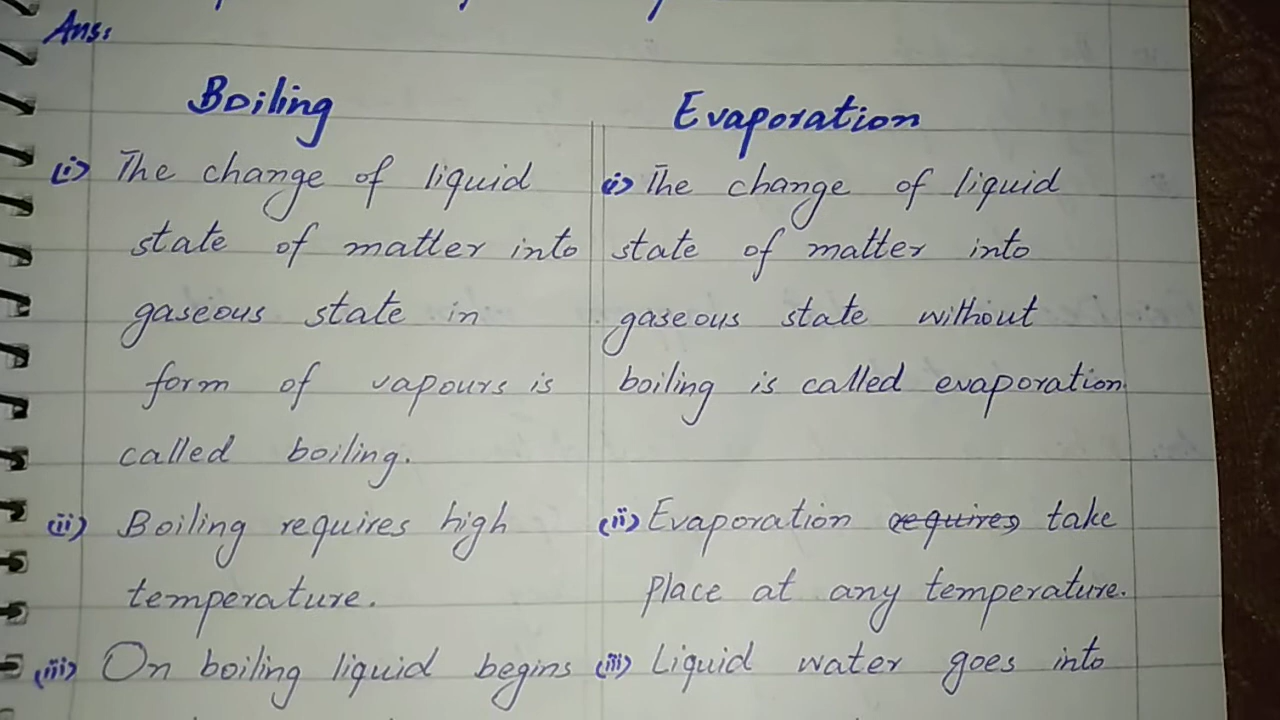 Ans:
Boiling
(i) The change of liquid
state of matter into
gaseous state in
form of vapours is
called boiling.
(ii) Boiling requires high
temperature.
(iii) On boiling liquid begins
Evaporation
(i) The change of liquid
state of matter into
gaseous state without
boiling is called evaporation
(ii) Evaporation requires take
Place at any temperature.
(iii) Liquid water goes into